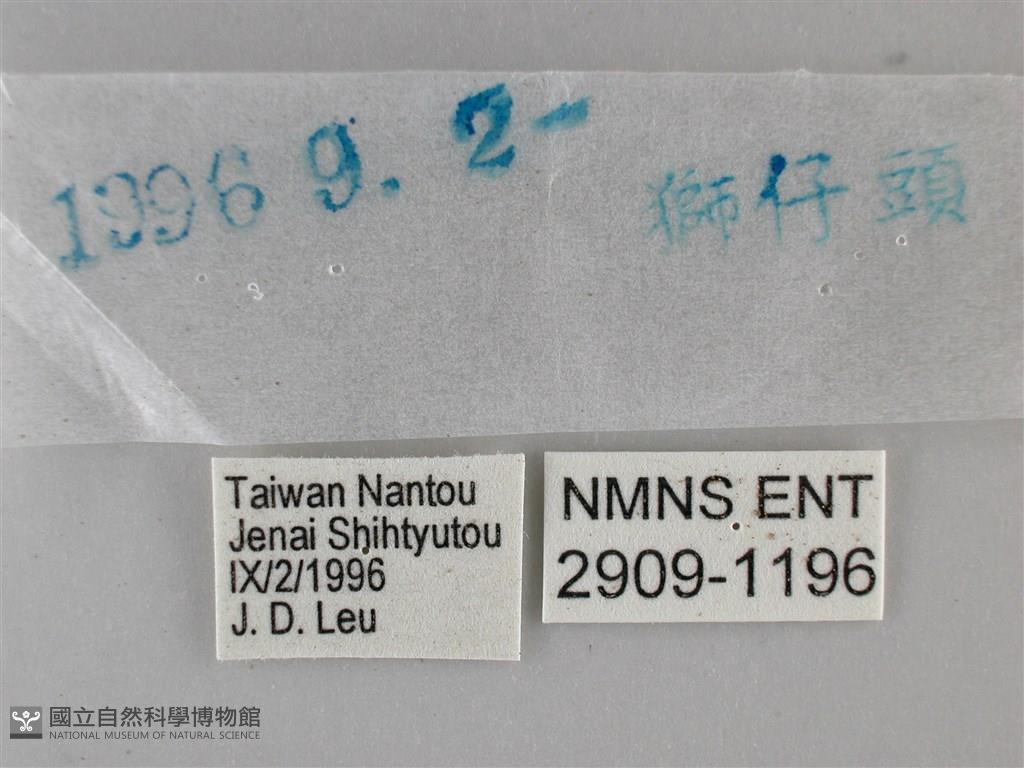 1996 9. 2- 獅仔頭
Taiwan Nantou
Jenai Shihtyutou
IX/2/1996
J. D. Leu
NMNS ENT
2909-1196
國立自然科學博物館
NATIONAL MUSEUM OF NATURAL SCIENCE